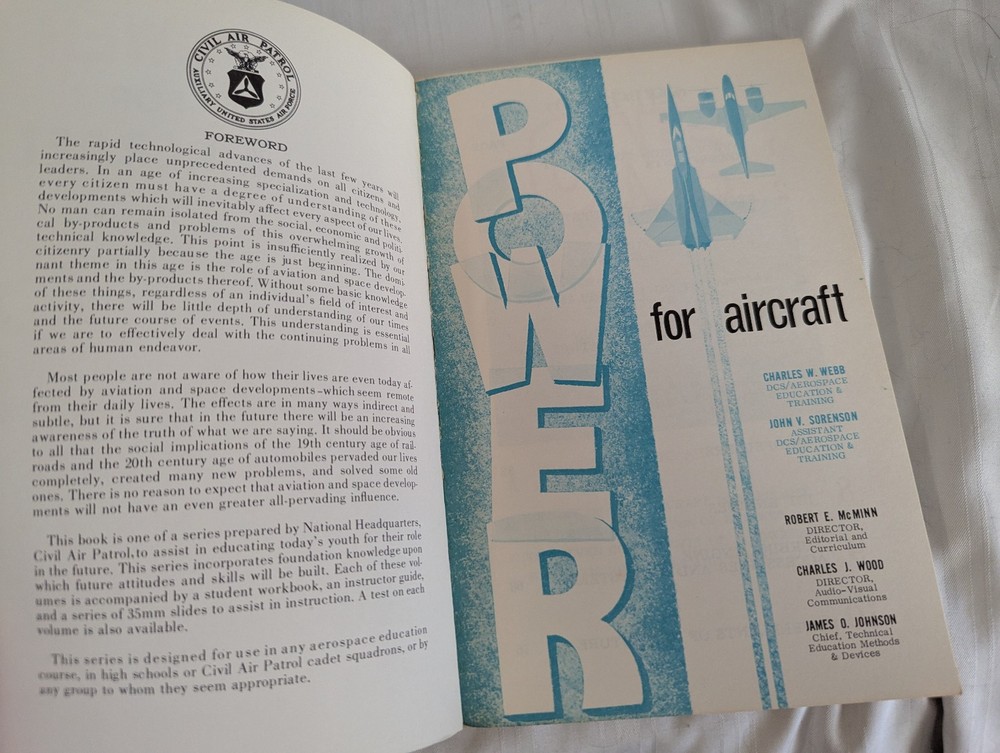 CIVIL AIR PATROL
AUXILIARY UNITED STATES AIR FORCE
FOREWORD
The rapid technological advances of the last few years will
increasingly place unprecedented demands on all citizens and
leaders. In an age of increasing specialization and technology,
every citizen must have a degree of understanding of these
developments which will inevitably affect every aspect of our lives.
No man can remain isolated from the social, economic and politi-
cal by-products and problems of this overwhelming growth of
technical knowledge. This point is insufficiently realized by our
citizenry partially because the age is just beginning. The domi-
nant theme in this age is the role of aviation and space develop-
ments and the by-products thereof. Without some basic knowledge
of these things, regardless of an individual's field of interest and
activity, there will be little depth of understanding of our times
and the future course of events. This understanding is essential
if we are to effectively deal with the continuing problems in all
areas of human endeavor.
Most people are not aware of how their lives are even today af-
fected by aviation and space developments-which seem remote
from their daily lives. The effects are in many ways indirect and
subtle, but it is sure that in the future there will be an increasing
awareness of the truth of what we are saying. It should be obvious
to all that the social implications of the 19th century age of rail-
roads and the 20th century age of automobiles pervaded our lives
completely, created many new problems, and solved some old
ones. There is no reason to expect that aviation and space develop-
ments will not have an even greater all-pervading influence.
This book is one of a series prepared by National Headquarters,
Civil Air Patrol,to assist in educating today's youth for their role
in the future. This series incorporates foundation knowledge upon
which future attitudes and skills will be built. Each of these vol-
umes is accompanied by a student workbook, an instructor guide,
and a series of 35mm slides to assist in instruction. A test on each
volume is also available.
This series is designed for use in any aerospace education
course, in high schools or Civil Air Patrol cadet squadrons, or by
any group to whom they seem appropriate.
POWER
for aircraft
CHARLES W. WEBB
DCS/AEROSPACE
EDUCATION &
TRAINING
JOHN V. SORENSON
ASSISTANT
DCS/AEROSPACE
EDUCATION &
TRAINING
ROBERT E. McMINN
DIRECTOR,
Editorial and
Curriculum
CHARLES J. WOOD
DIRECTOR,
Audio-Visual
Communications
JAMES O. JOHNSON
Chief, Technical
Education Methods
& Devices